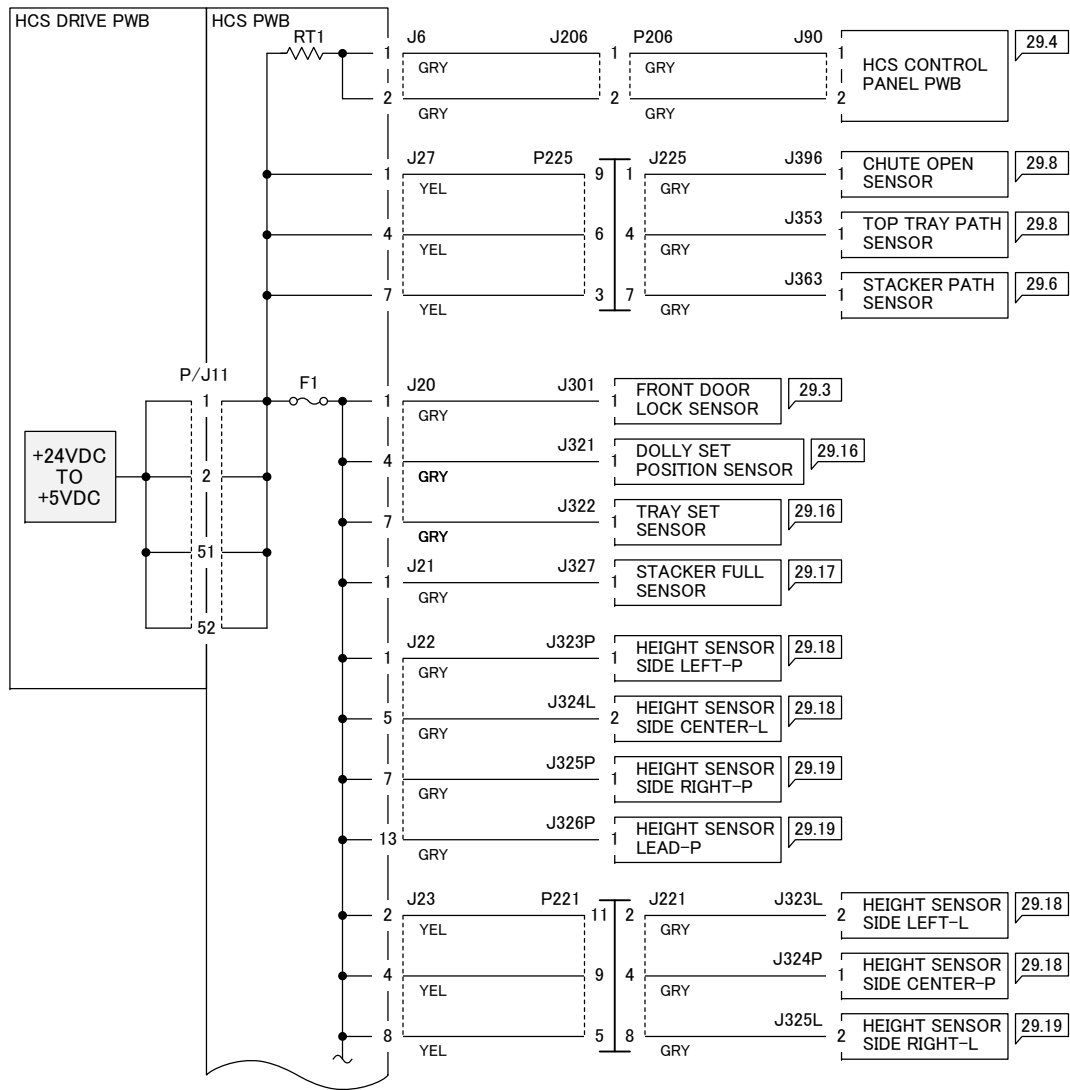 HCS DRIVE PWB
HCS PWB
RT1
1 J6 J206 1 P206 1 J90 1 HCS CONTROL 29.4
GRY GRY PANEL PWB
2 2 2
GRY GRY
J27 P225 J225 J396 CHUTE OPEN 29.8
1 9 1 1 SENSOR
YEL GRY
J353 TOP TRAY PATH 29.8
4 6 4 1 SENSOR
YEL GRY
J363 STACKER PATH 29.6
7 3 7 1 SENSOR
YEL GRY
P/J11 F1
1
J20 J301 FRONT DOOR 29.3
1 1 LOCK SENSOR
GRY
+24VDC
TO
+5VDC
2
J321 DOLLY SET 29.16
4 1 POSITION SENSOR
GRY
J322 TRAY SET 29.16
7 1 SENSOR
GRY
51
J21 J327 STACKER FULL 29.17
1 1 SENSOR
GRY
52
J22 J323P HEIGHT SENSOR 29.18
1 1 SIDE LEFT-P
GRY
J324L HEIGHT SENSOR 29.18
5 2 SIDE CENTER-L
GRY
J325P HEIGHT SENSOR 29.19
7 1 SIDE RIGHT-P
GRY
J326P HEIGHT SENSOR 29.19
13 1 LEAD-P
GRY
J23 P221 J221 J323L HEIGHT SENSOR 29.18
2 11 2 2 SIDE LEFT-L
YEL GRY
J324P HEIGHT SENSOR 29.18
4 9 4 1 SIDE CENTER-P
YEL GRY
J325L HEIGHT SENSOR 29.19
8 5 8 2 SIDE RIGHT-L
YEL GRY